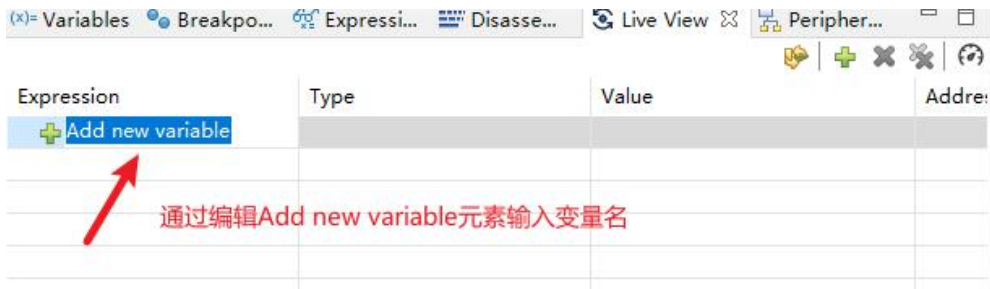 (x)= Variables Breakpo... Expressi... Disasse... Live View Peripher...
Expression Type Value Addre
Add new variable
通过编辑Add new variable元素输入变量名